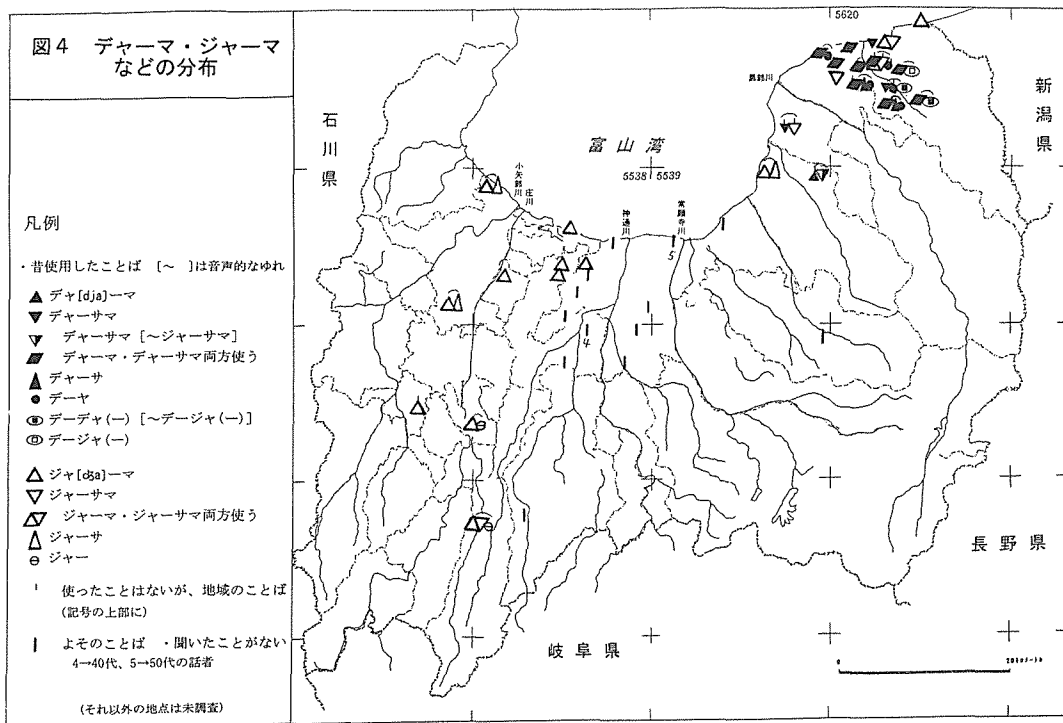 図4 デャーマ・ジャーマ
などの分布
凡例
・昔使用したことば [〜 ]は音声的なゆれ
デャ[dja]ーマ
デャーサマ
デャーサマ [〜ジャーサマ]
デャーマ・デャーサマ両方使う
デャーサ
デーヤ
デーデャ(ー) [〜デージャ(ー)]
デージャ(ー)
ジャ[ʤa]ーマ
ジャーサマ
ジャーマ・ジャーサマ両方使う
ジャーサ
ジャー
使ったことはないが、地域のことば
(記号の上部に)
よそのことば ・聞いたことがない
4→40代、5→50代の話者
(それ以外の地点は未調査)
5620
新潟県
黒部川
石川県
富山湾
5538 5539
小矢部川
庄川
神通川
常願寺川
5
4
長野県
岐阜県
0